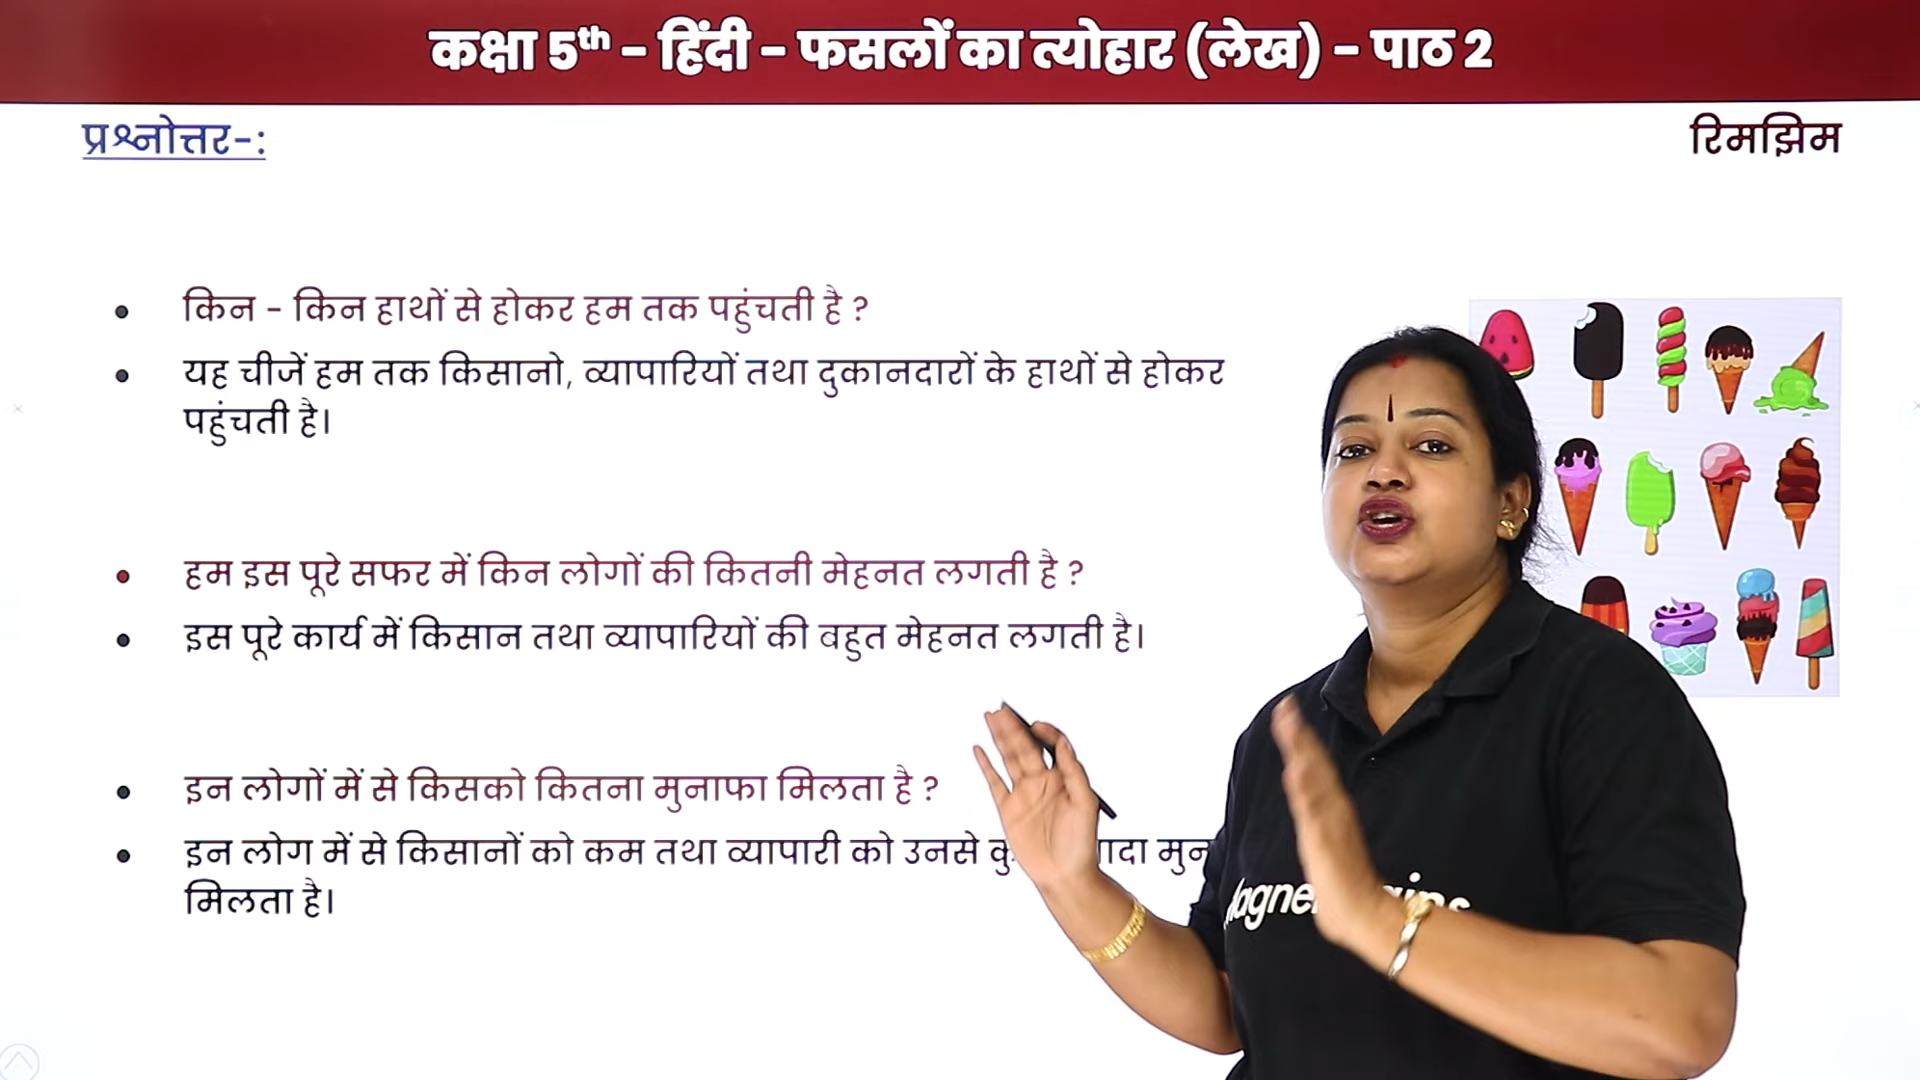 कक्षा 5th – हिंदी – फसलों का त्योहार (लेख) – पाठ 2
प्रश्नोत्तर-:
रिमझिम
किन - किन हाथों से होकर हम तक पहुंचती है ?
यह चीजें हम तक किसानो, व्यापारियों तथा दुकानदारों के हाथों से होकर
पहुंचती है।
हम इस पूरे सफर में किन लोगों की कितनी मेहनत लगती है ?
इस पूरे कार्य में किसान तथा व्यापारियों की बहुत मेहनत लगती है।
इन लोगों में से किसको कितना मुनाफा मिलता है ?
इन लोग में से किसानों को कम तथा व्यापारी को उनसे
मिलता है।